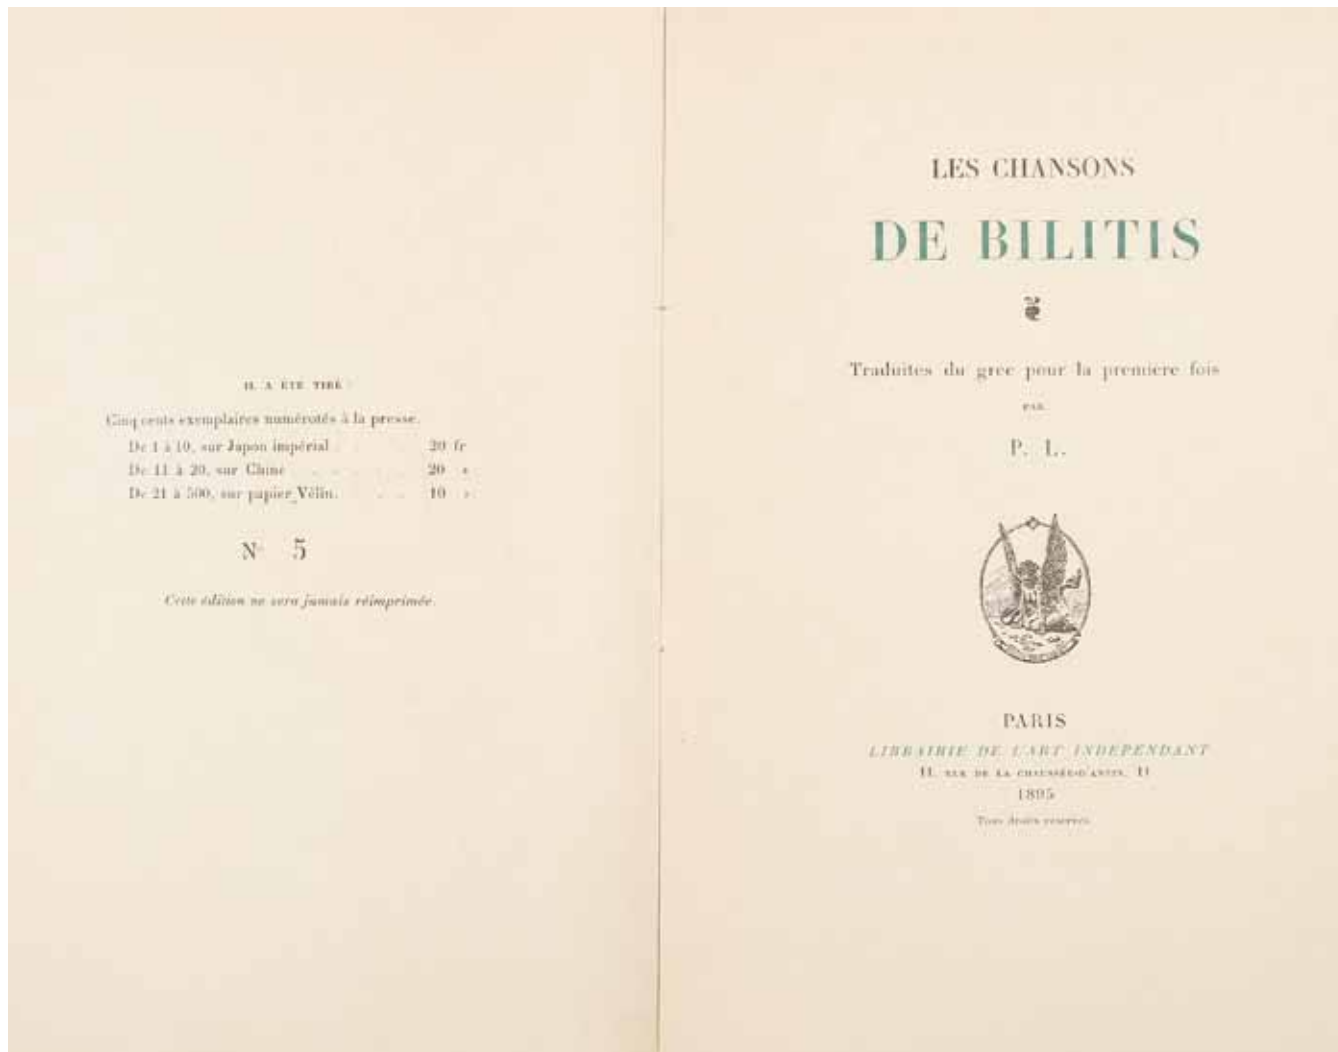 IL A ÉTÉ TIRÉ :
Cinq cents exemplaires numérotés à la presse.
De 1 à 10, sur Japon impérial . . . 20 fr
De 11 à 20, sur Chine . . . . . . 20 »
De 21 à 500, sur papier Vélin. . . . 10 »
N° 5
Cette édition ne sera jamais réimprimée.
LES CHANSONS
DE BILITIS
Traduites du grec pour la première fois
PAR
P. L.
PARIS
LIBRAIRIE DE L'ART INDÉPENDANT
11, RUE DE LA CHAUSSÉE-D'ANTIN, 11
1895
Tous droits réservés